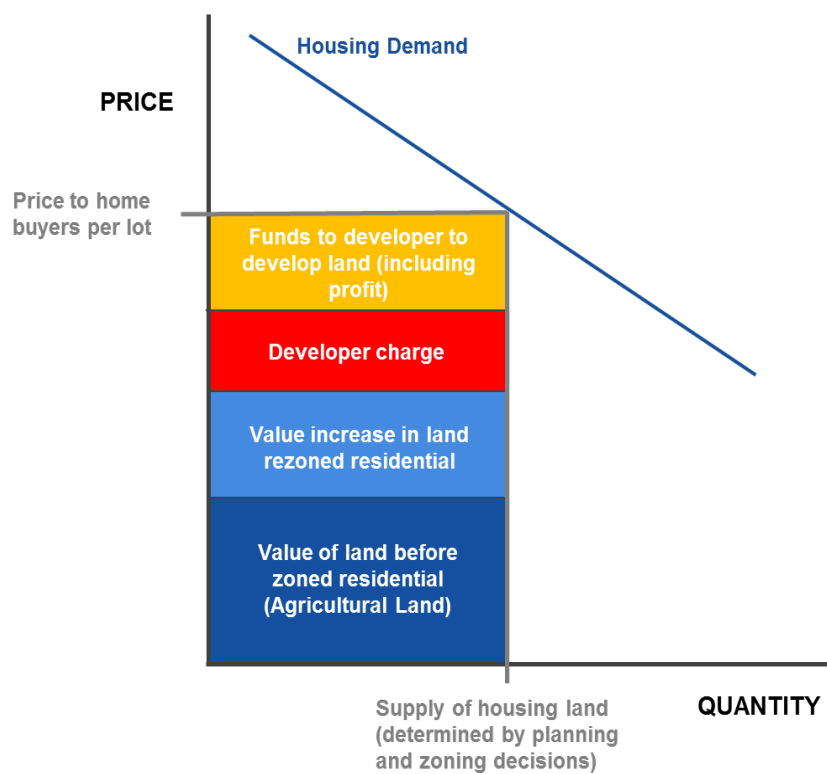 Housing Demand
PRICE
Price to home
buyers per lot
Funds to developer to
develop land (including
profit)
Developer charge
Value increase in land
rezoned residential
Value of land before
zoned residential
(Agricultural Land)
Supply of housing land
(determined by planning
and zoning decisions)
QUANTITY